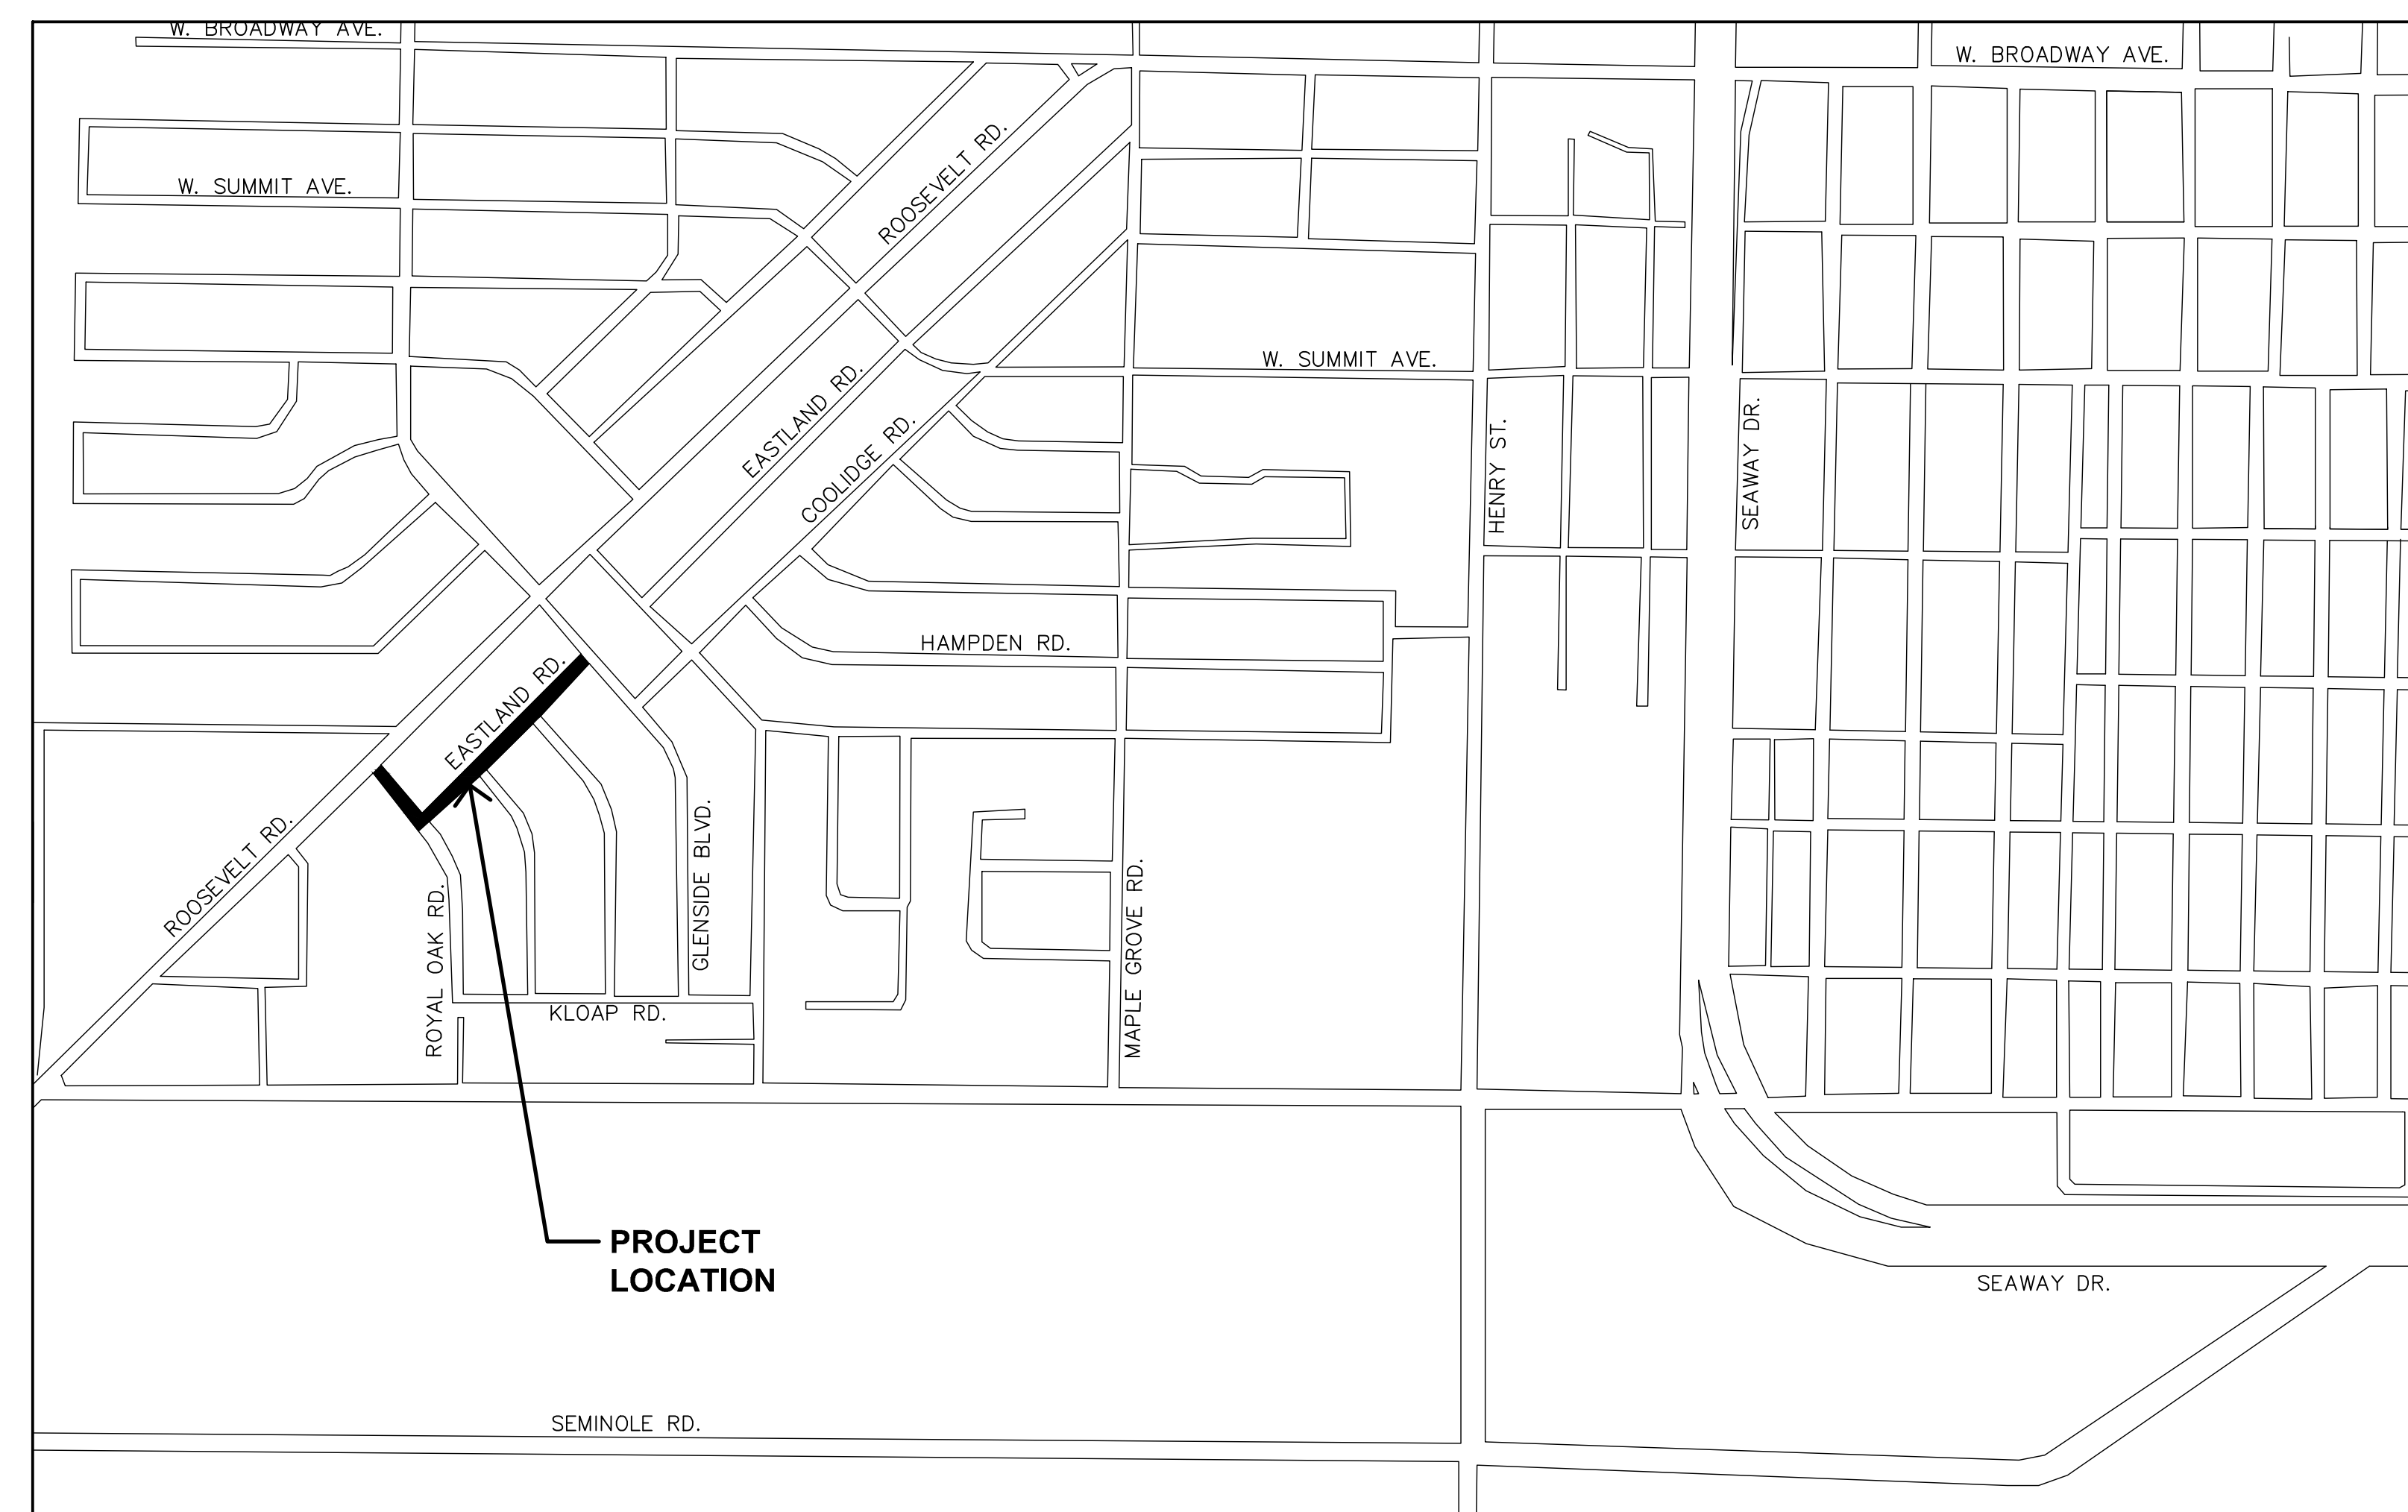 W. BROADWAY AVE.
W. BROADWAY AVE.
ROOSEVELT RD.
W. SUMMIT AVE.
W. SUMMIT AVE.
EASTLAND RD.
COOLIDGE RD.
HENRY ST.
SEAWAY DR.
HAMPDEN RD.
EASTLAND RD.
ROOSEVELT RD.
ROYAL OAK RD.
GLENSIDE BLVD.
MAPLE GROVE RD.
KLOAP RD.
PROJECT
LOCATION
SEAWAY DR.
SEMINOLE RD.